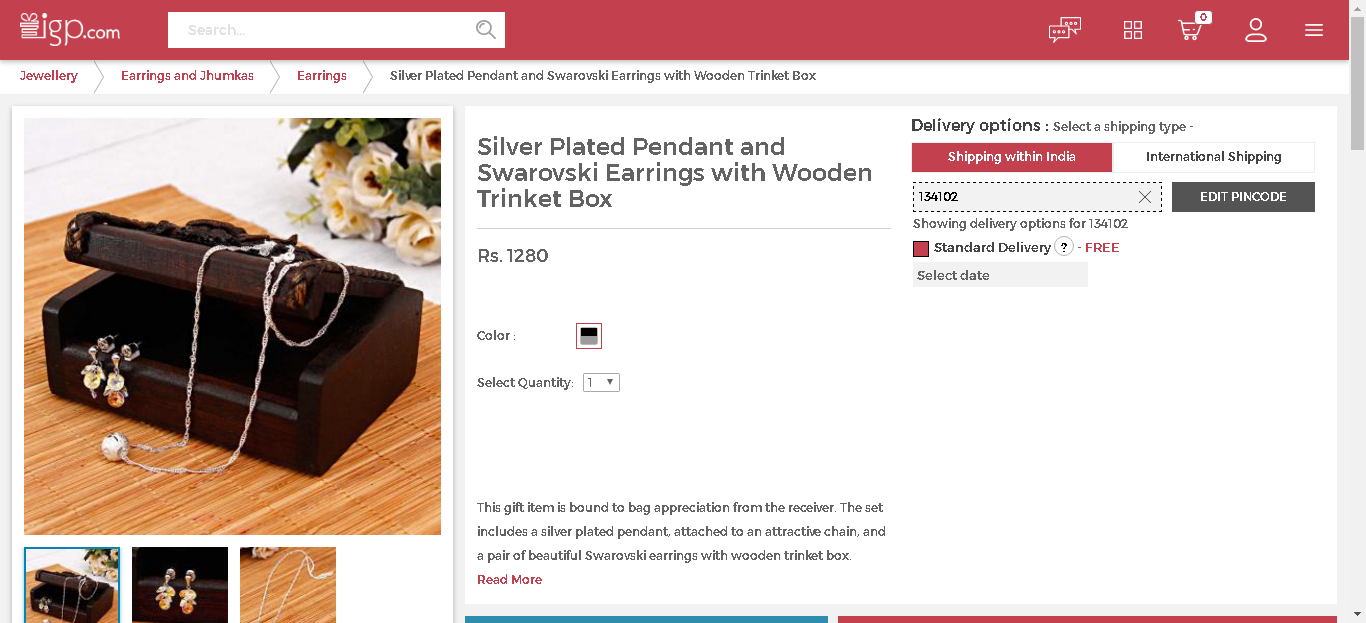 igp.com
Search...
0
Jewellery
Earrings and Jhumkas
Earrings
Silver Plated Pendant and Swarovski Earrings with Wooden Trinket Box
Silver Plated Pendant and
Swarovski Earrings with Wooden
Trinket Box
Rs. 1280
Color :
Select Quantity: 1
This gift item is bound to bag appreciation from the receiver. The set
includes a silver plated pendant, attached to an attractive chain, and
a pair of beautiful Swarovski earrings with wooden trinket box.
Read More
Delivery options : Select a shipping type -
Shipping within India
International Shipping
134102
EDIT PINCODE
Showing delivery options for 134102
Standard Delivery ? - FREE
Select date